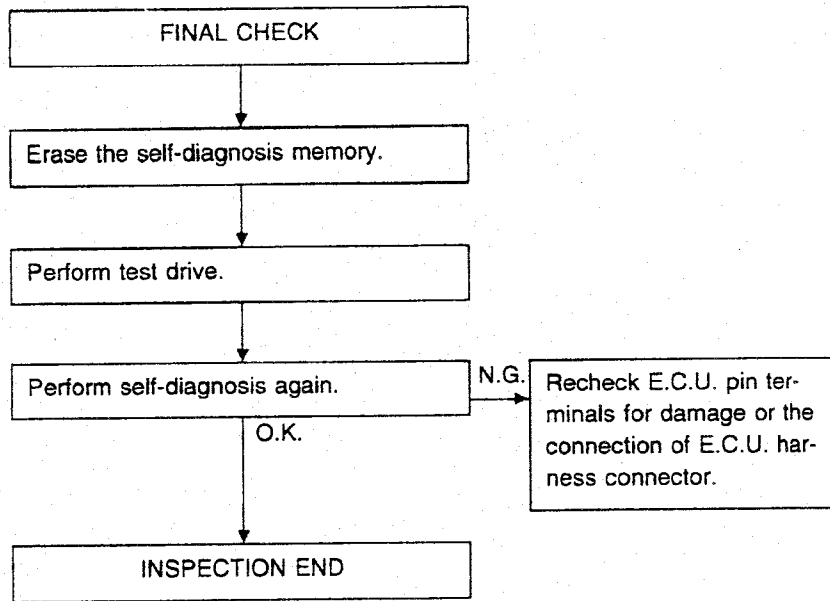 FINAL CHECK
Erase the self-diagnosis memory.
Perform test drive.
Perform self-diagnosis again.
N.G.
Recheck E.C.U. pin ter-
minals for damage or the
connection of E.C.U. har-
ness connector.
O.K.
INSPECTION END